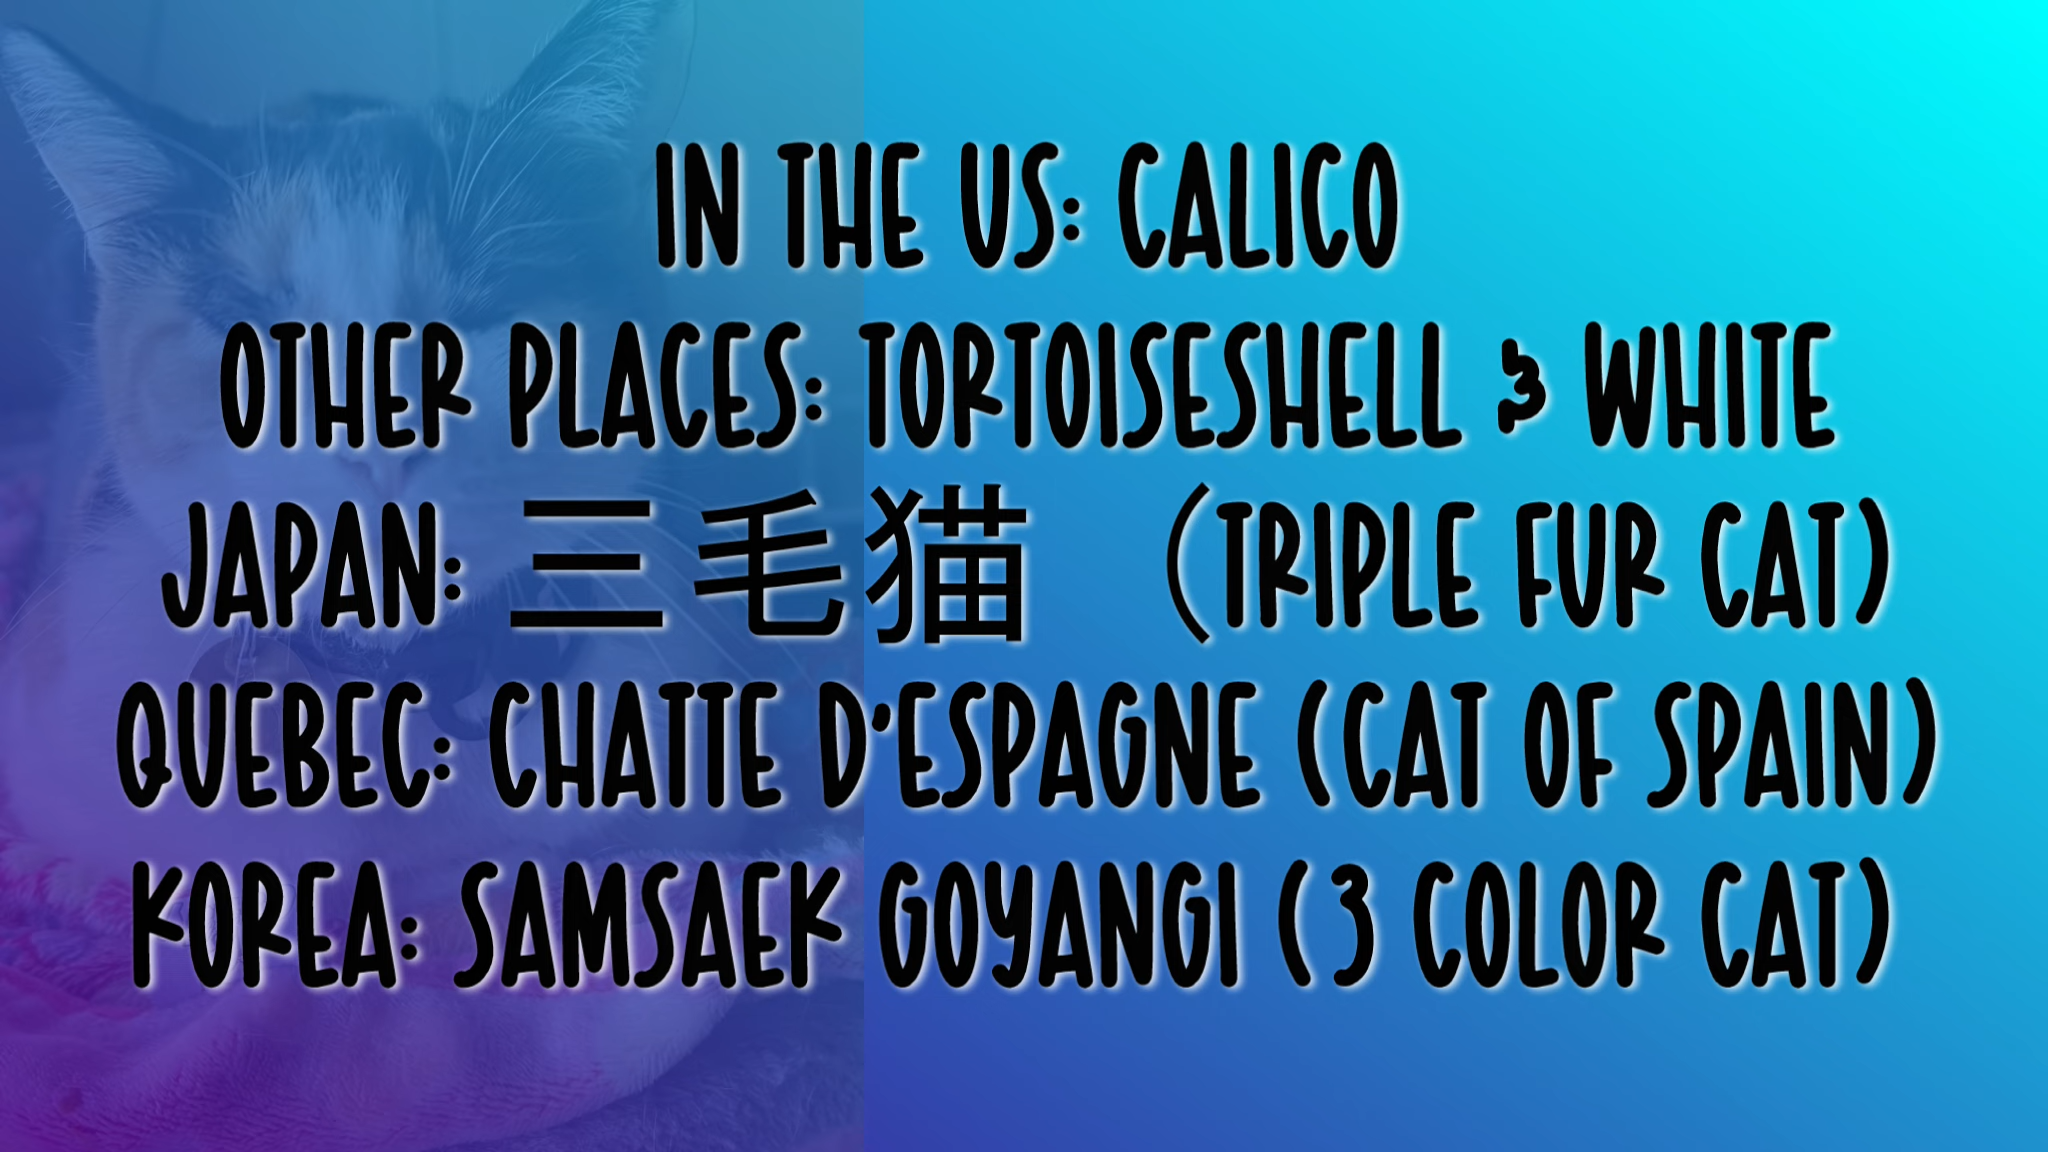 IN THE US: CALICO
OTHER PLACES: TORTOISESHELL & WHITE
JAPAN: 三毛猫 (TRIPLE FUR CAT)
QUEBEC: CHATTE D'ESPAGNE (CAT OF SPAIN)
KOREA: SAMSAEK GOYANGI (3 COLOR CAT)